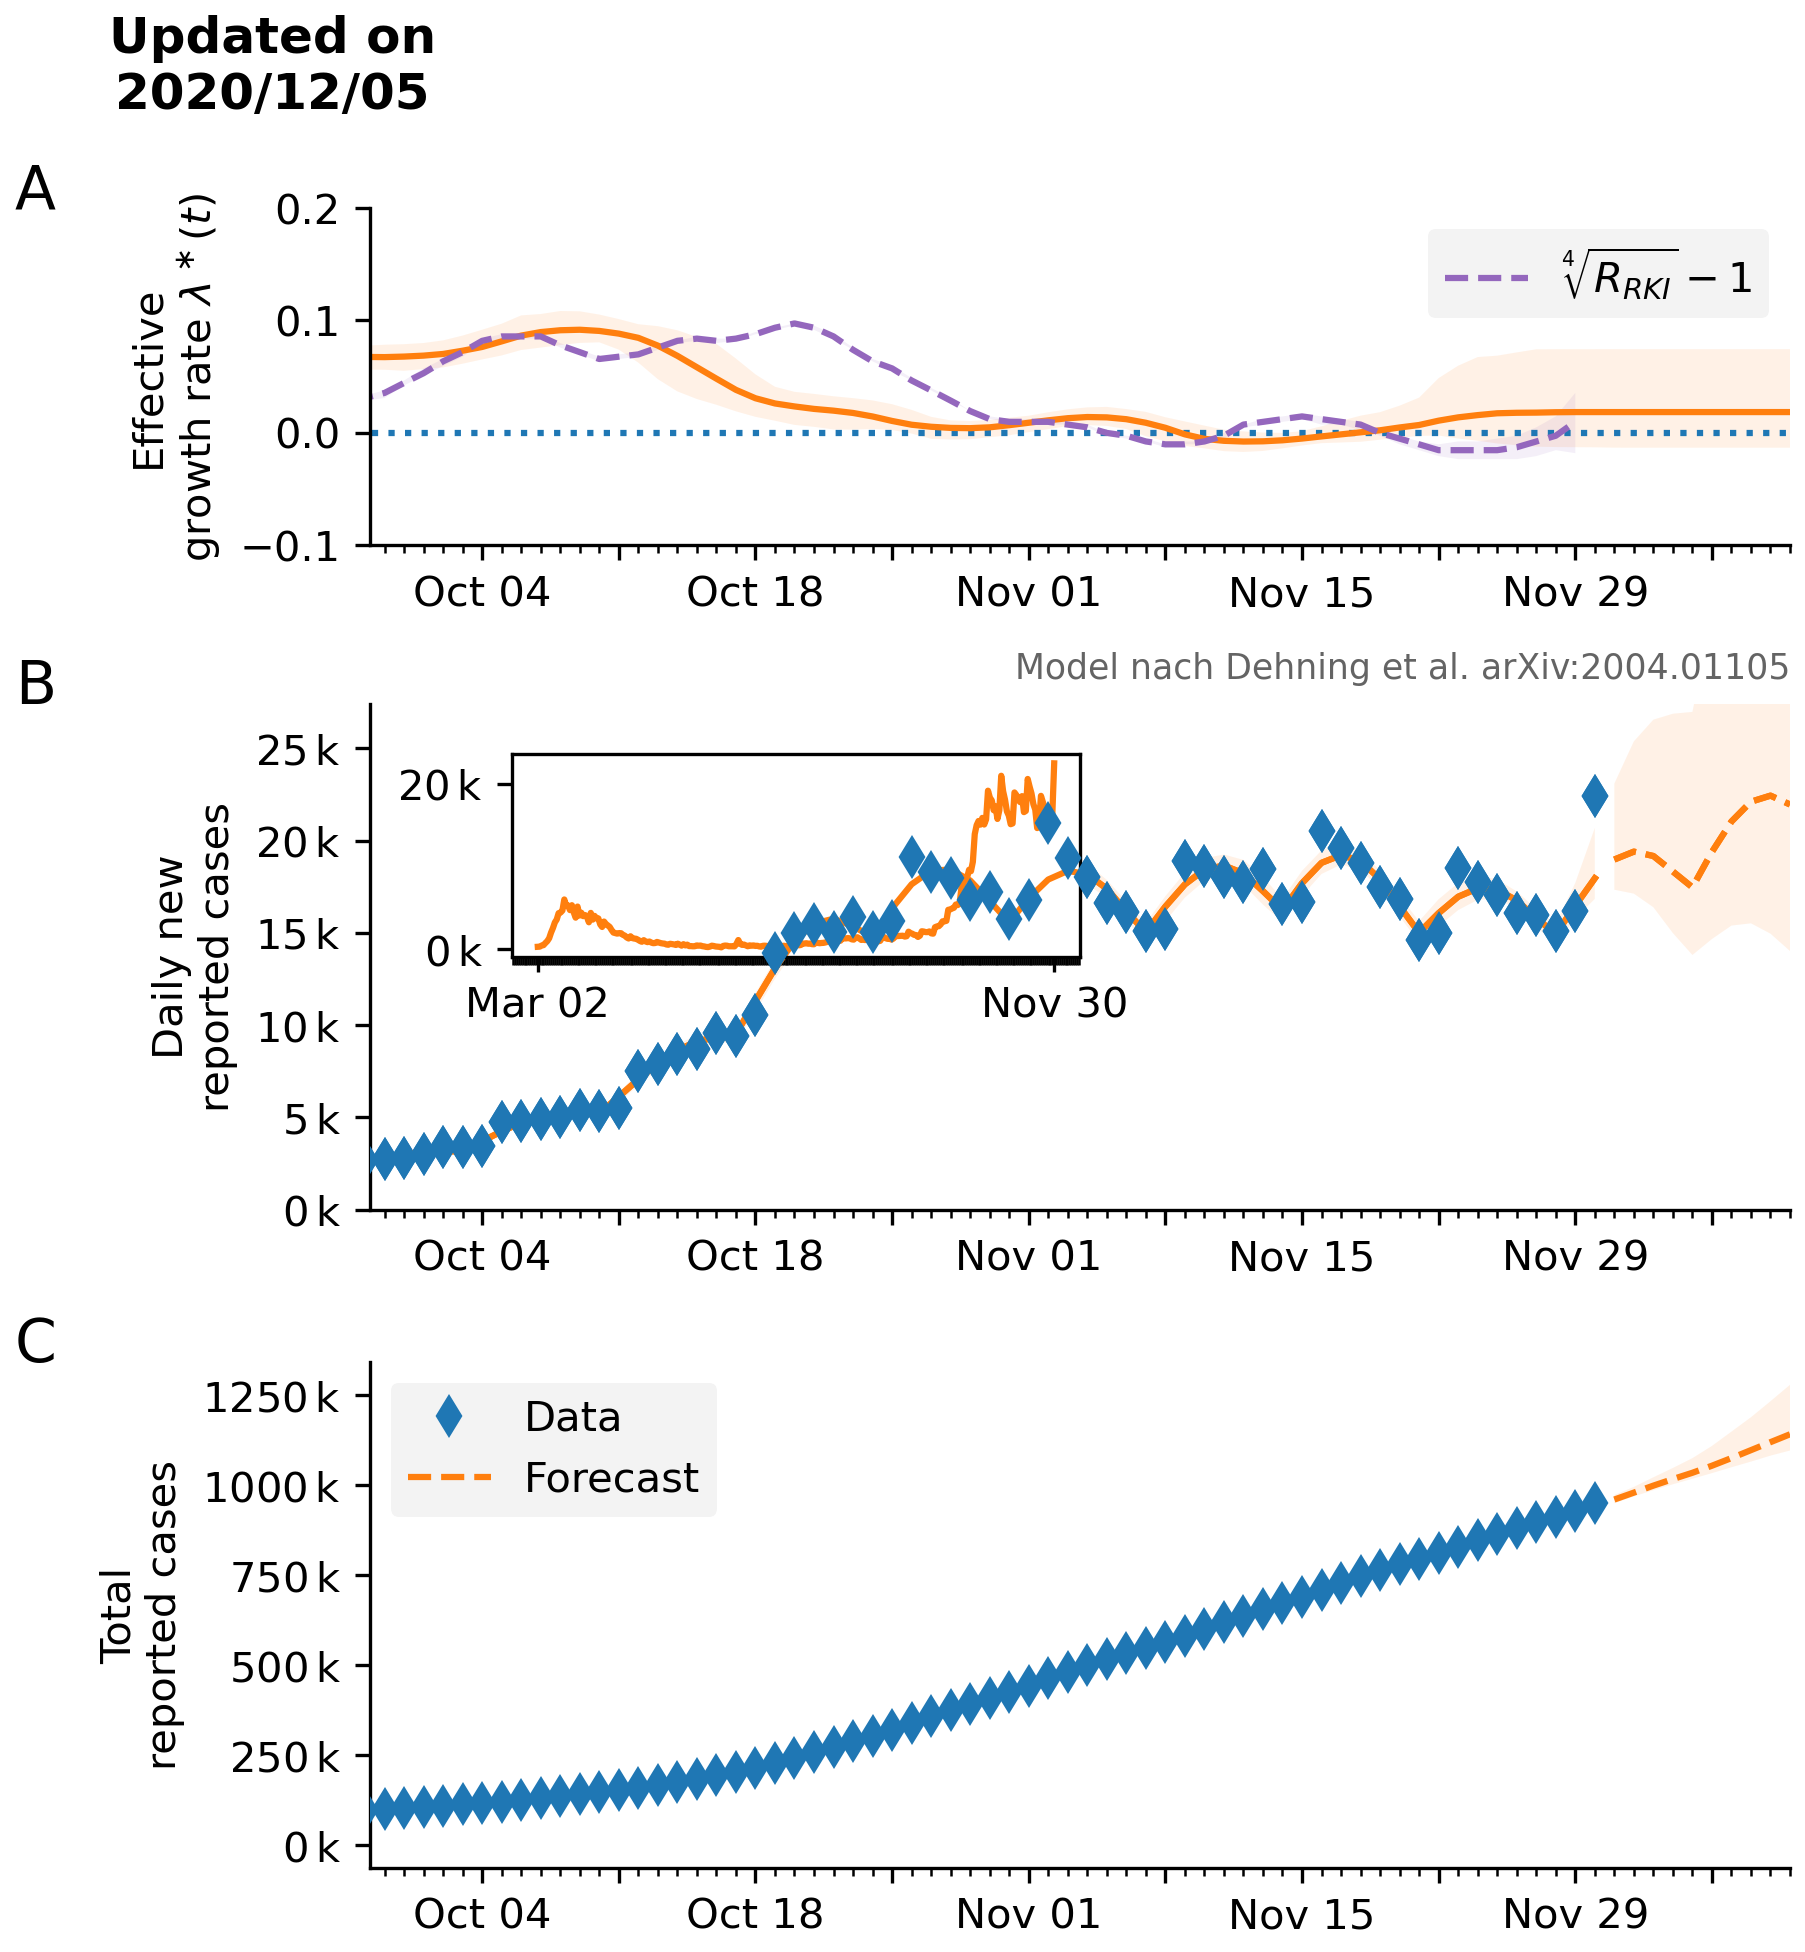 Updated on
2020/12/05
A
Effective
growth rate λ * (t)
0.2
0.1
0.0
−0.1
∜R_RKI − 1
Oct 04
Oct 18
Nov 01
Nov 15
Nov 29
B
Model nach Dehning et al. arXiv:2004.01105
Daily new
reported cases
25 k
20 k
15 k
10 k
5 k
0 k
20 k
0 k
Mar 02
Nov 30
Oct 04
Oct 18
Nov 01
Nov 15
Nov 29
C
Total
reported cases
1250 k
1000 k
750 k
500 k
250 k
0 k
Data
Forecast
Oct 04
Oct 18
Nov 01
Nov 15
Nov 29